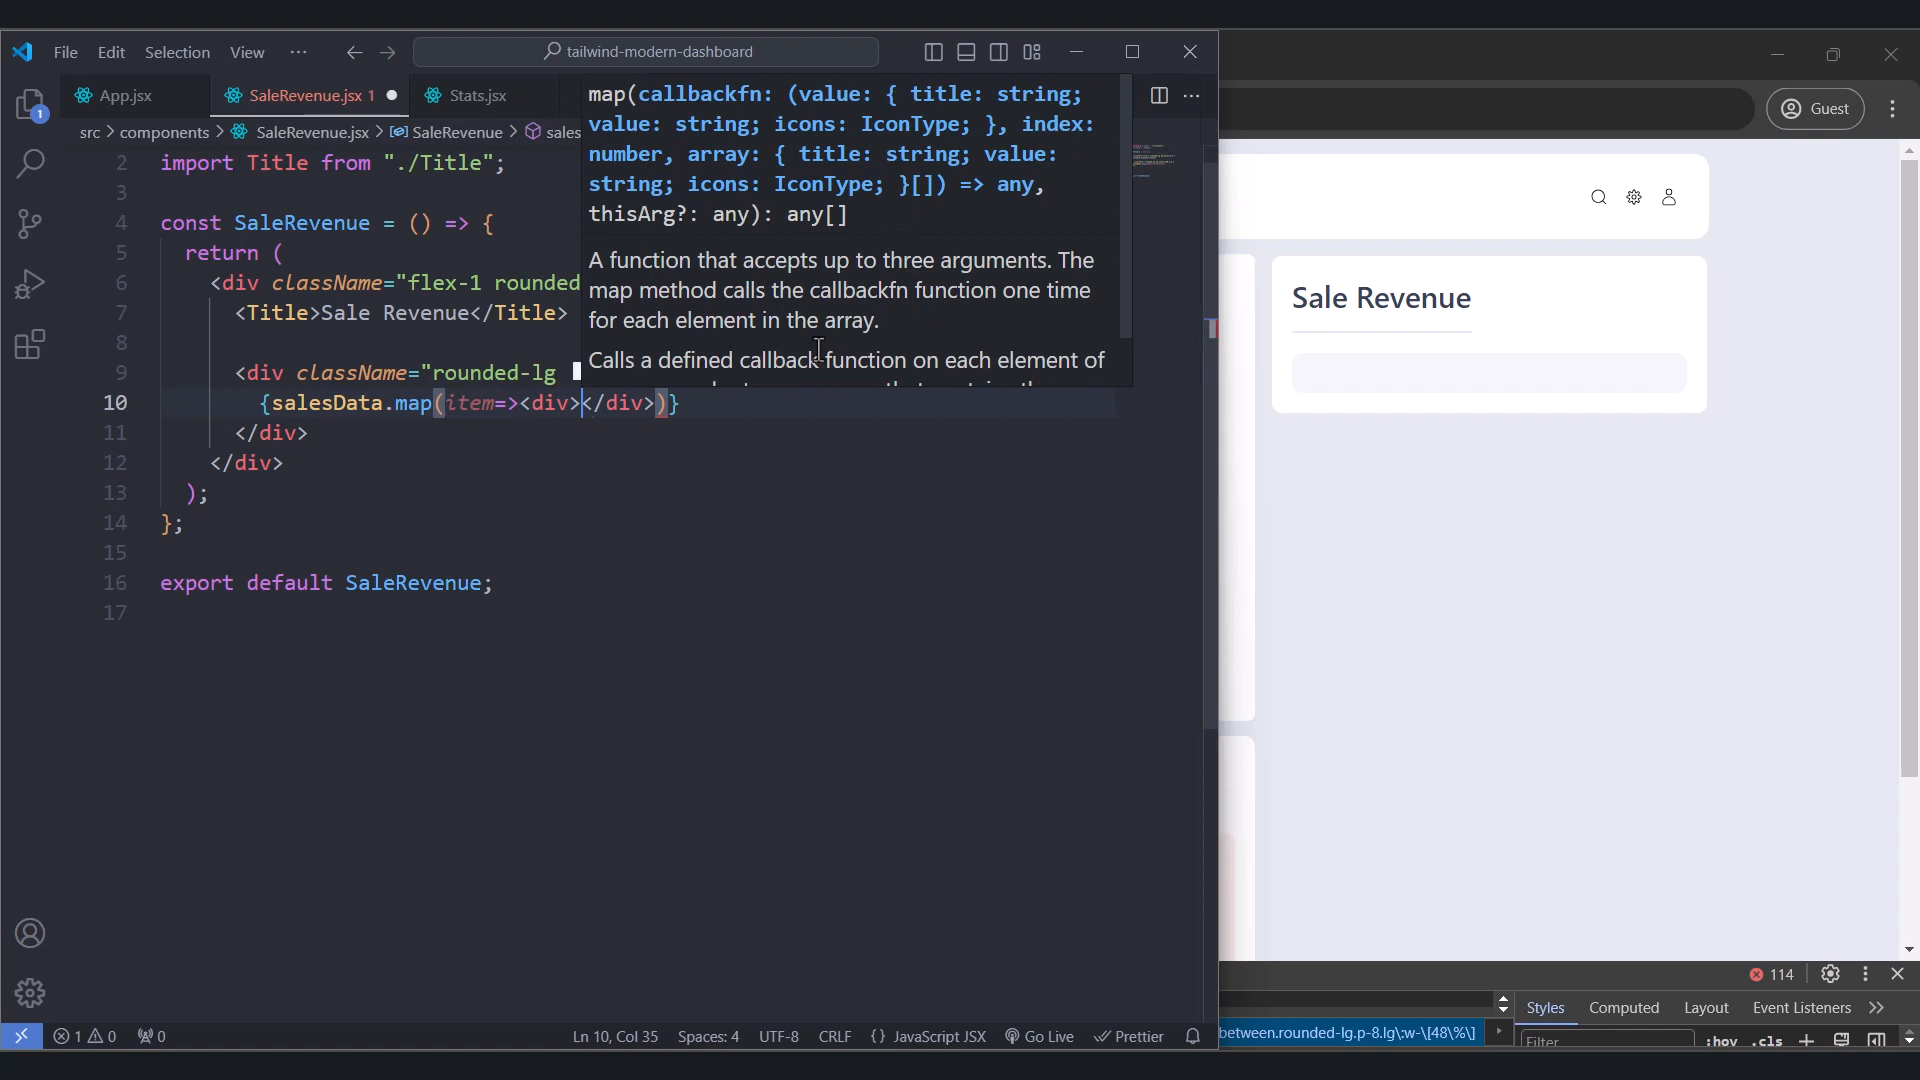 File Edit Selection View ··· tailwind-modern-dashboard
App.jsx SaleRevenue.jsx 1 Stats.jsx
src > components > SaleRevenue.jsx > SaleRevenue > sales
map(callbackfn: (value: { title: string;
value: string; icons: IconType; }, index:
number, array: { title: string; value:
string; icons: IconType; }[]) => any,
thisArg?: any): any[]
A function that accepts up to three arguments. The
map method calls the callbackfn function one time
for each element in the array.
Calls a defined callback function on each element of
2 import Title from "./Title";
3
4 const SaleRevenue = () => {
5 return (
6 <div className="flex-1 rounded
7 <Title>Sale Revenue</Title>
8
9 <div className="rounded-lg
10 {salesData.map(item=><div></div>)}
11 </div>
12 </div>
13 );
14 };
15
16 export default SaleRevenue;
17
1
1 0 0 Ln 10, Col 35 Spaces: 4 UTF-8 CRLF {} JavaScript JSX Go Live Prettier
Guest
Sale Revenue
114
Styles Computed Layout Event Listeners >>
between.rounded-lg.p-8.lg\:w-\[48\%\]
Filter :hov .cls +